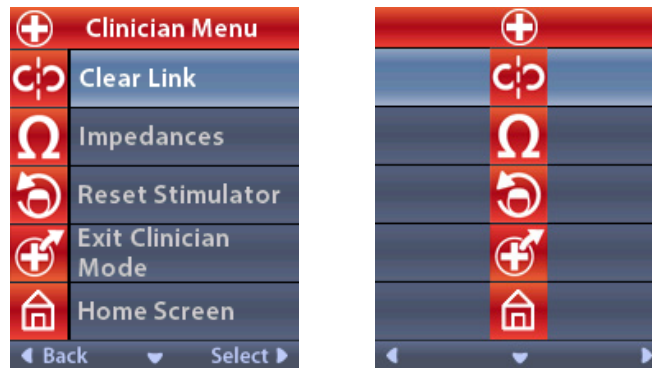 Clinician Menu
Clear Link
Impedances
Reset Stimulator
Exit Clinician
Mode
Home Screen
Back Select